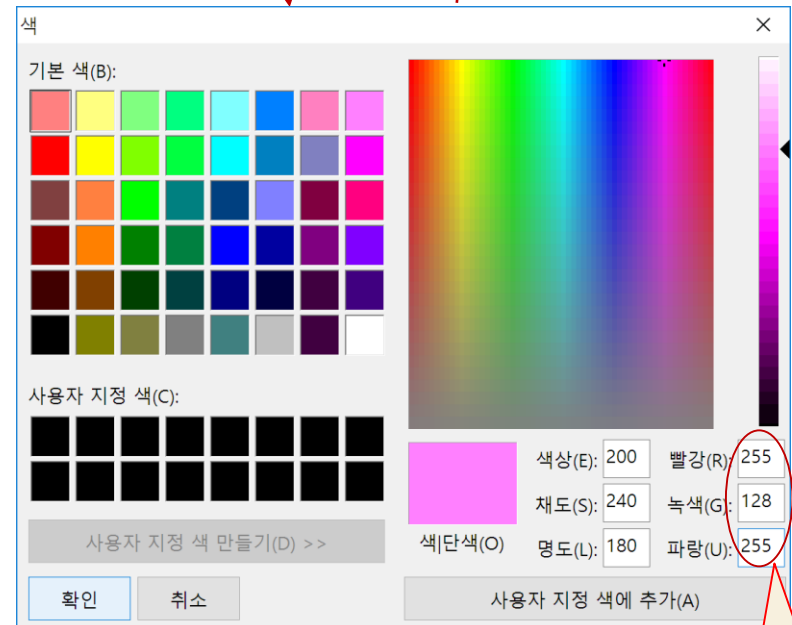 색
기본 색(B):
사용자 지정 색(C):
사용자 지정 색 만들기(D) >>
확인
취소
색|단색(O)
색상(E): 200
빨강(R): 255
채도(S): 240
녹색(G): 128
명도(L): 180
파랑(U): 255
사용자 지정 색에 추가(A)